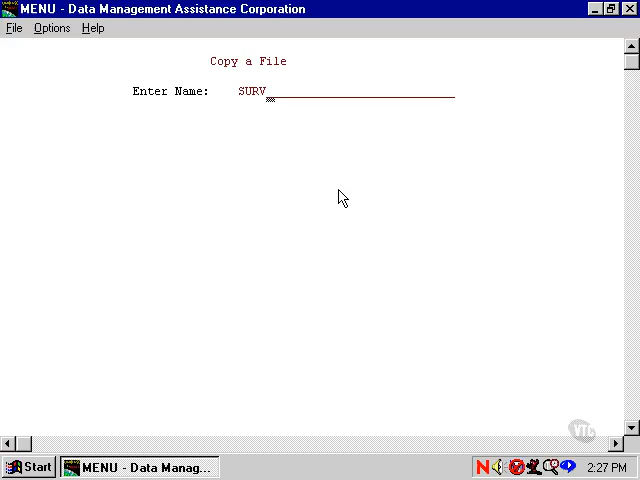 MENU - Data Management Assistance Corporation
File Options Help
Copy a File
Enter Name: SURV
VTC
Start MENU - Data Manag... 2:27 PM